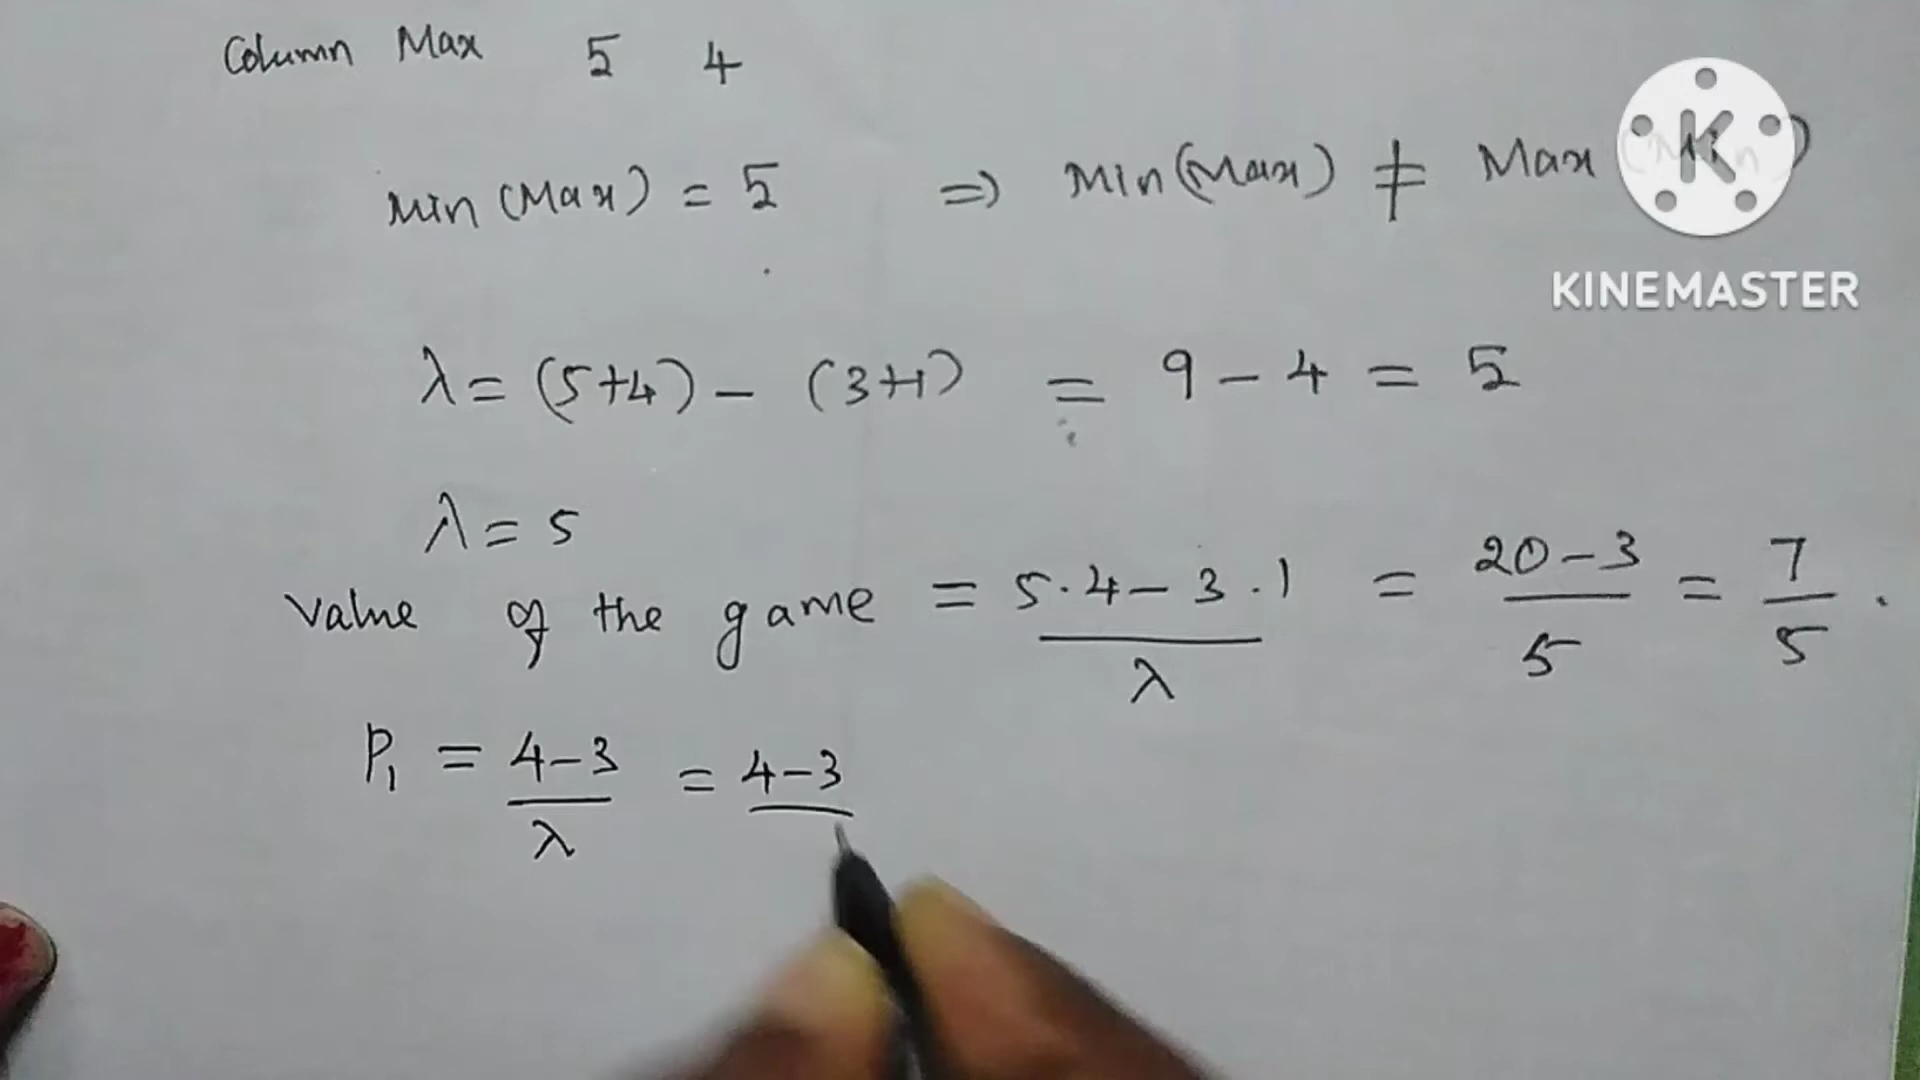 Column Max 5 4
Min (Max) = 5 ⇒ Min(Max) ≠ Max (Min)
KINEMASTER
λ = (5+4) - (3+1) = 9 - 4 = 5
λ = 5
Value of the game = 5.4 - 3.1 / λ = 20 - 3 / 5 = 7 / 5 .
P₁ = 4-3 / λ = 4-3